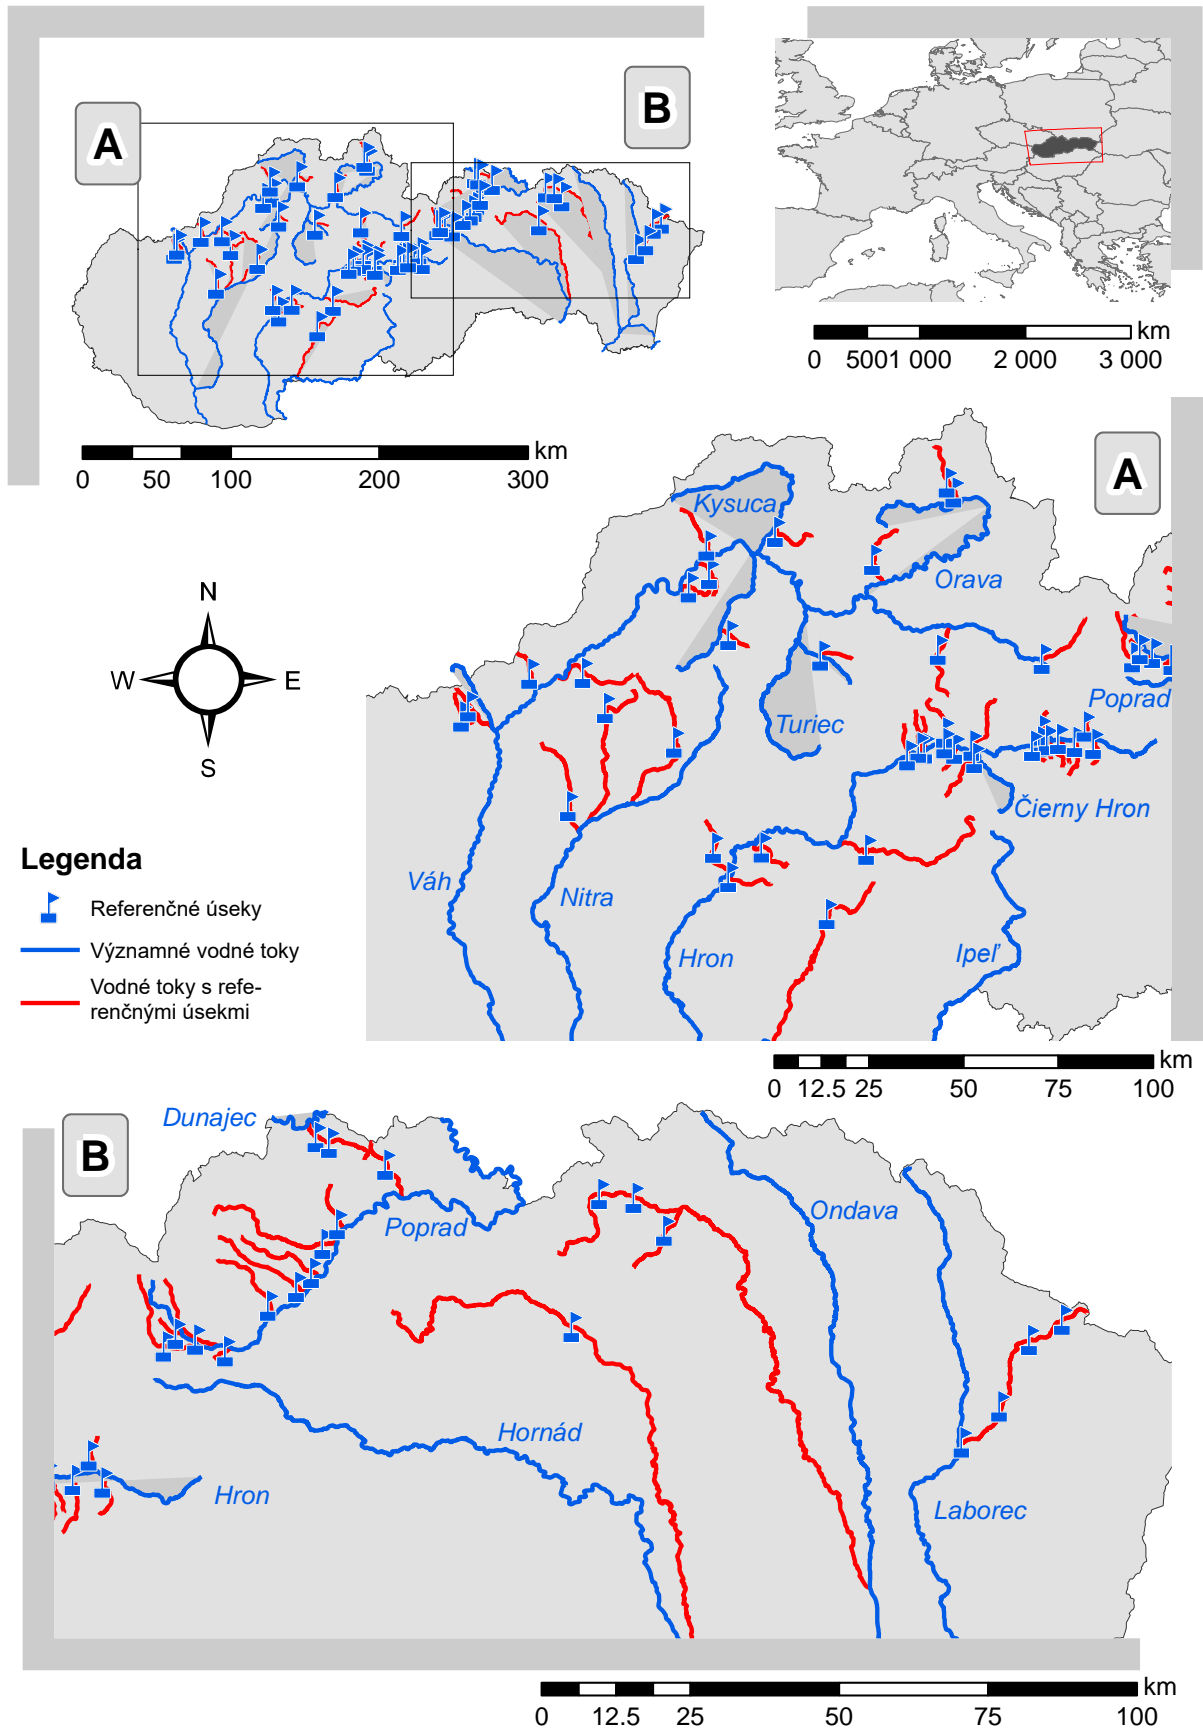 A
B
km
0 500 1 000 2 000 3 000
km
0 50 100 200 300
A
Kysuca
Orava
Poprad
Turiec
Čierny Hron
Váh
Nitra
Hron
Ipeľ
N
W E
S
Legenda
Referenčné úseky
Významné vodné toky
Vodné toky s refe-
renčnými úsekmi
km
0 12.5 25 50 75 100
B
Dunajec
Poprad
Ondava
Hornád
Hron
Laborec
km
0 12.5 25 50 75 100